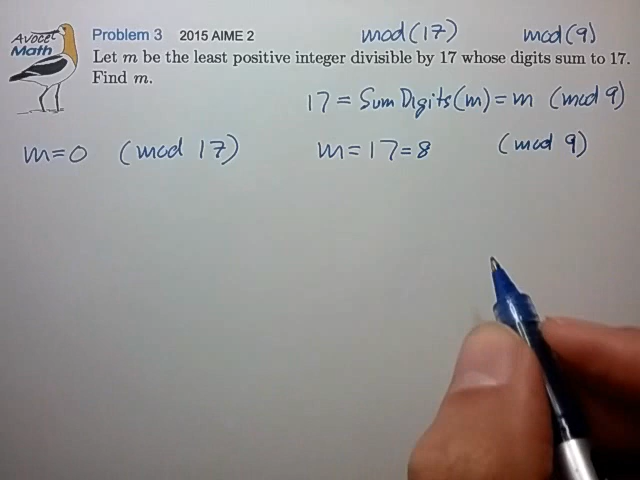 Avocet Math
Problem 3 2015 AIME 2 mod(17) mod(9)
Let m be the least positive integer divisible by 17 whose digits sum to 17.
Find m.
17 = Sum Digits(m) = m (mod 9)
m=0 (mod 17) m=17=8 (mod 9)